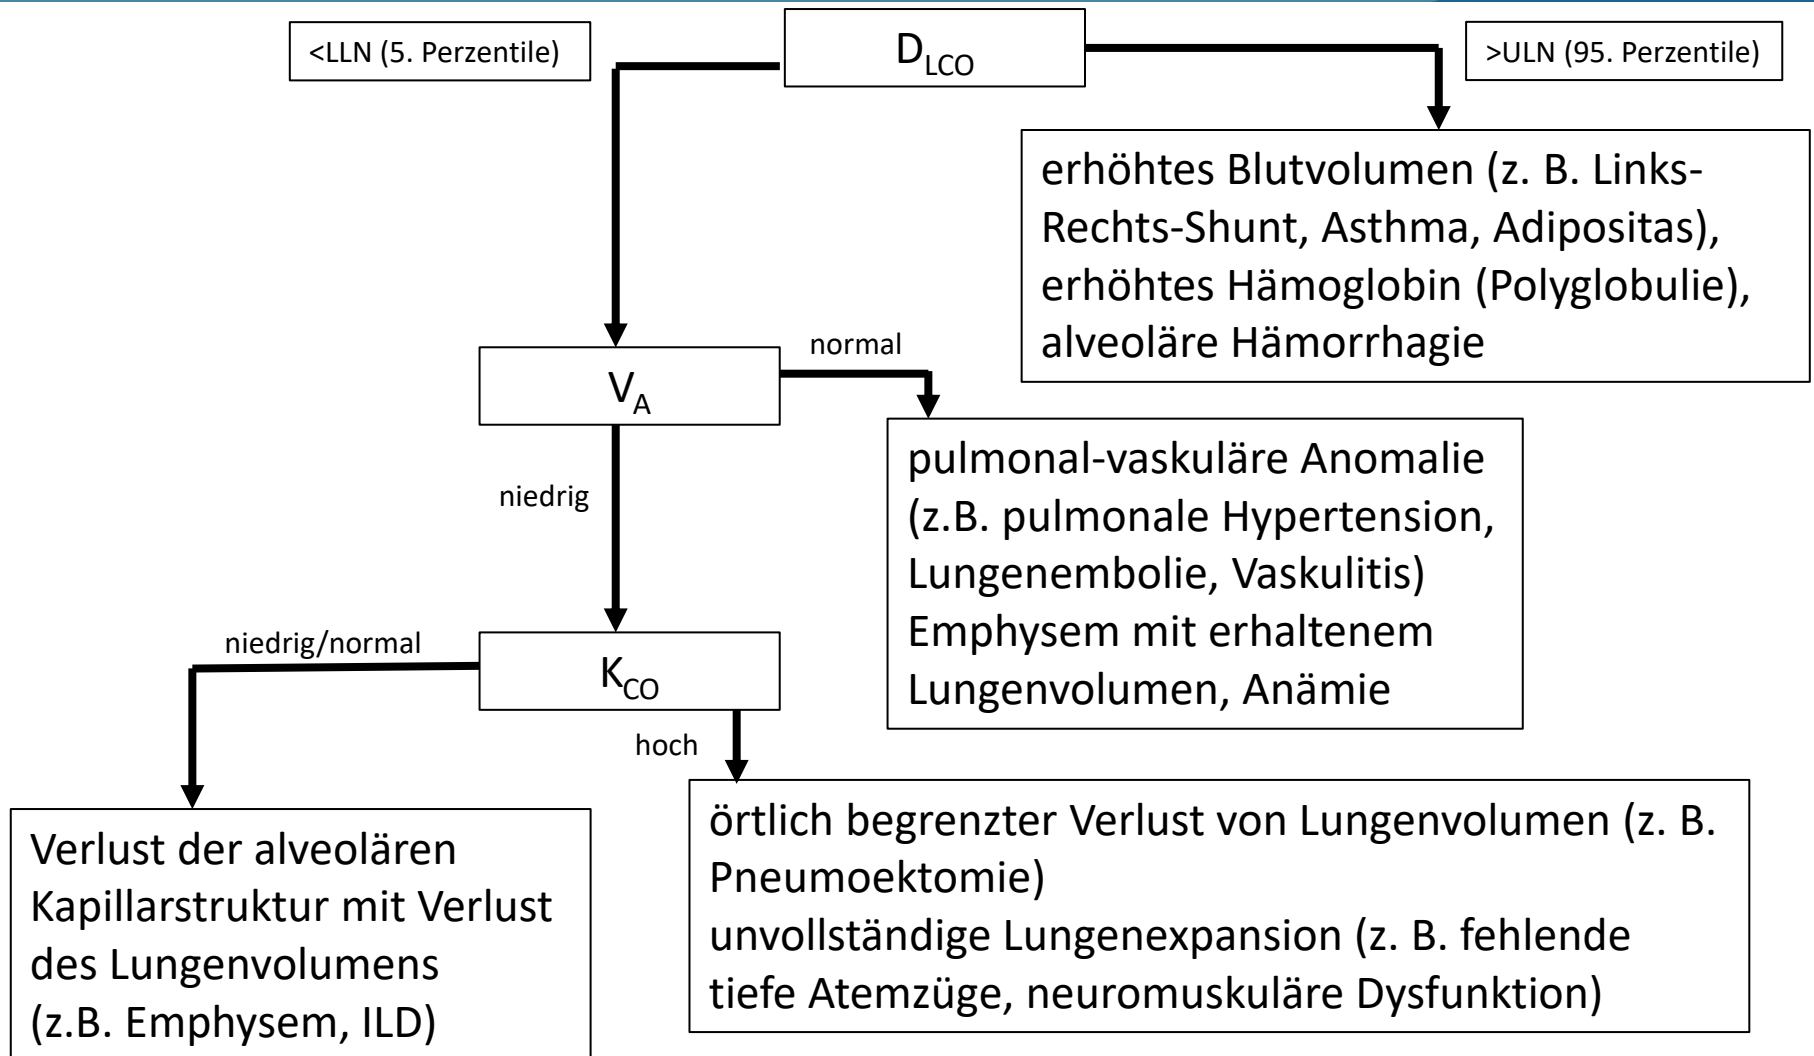 <LLN (5. Perzentile)
DLCO
>ULN (95. Perzentile)
erhöhtes Blutvolumen (z. B. Links-
Rechts-Shunt, Asthma, Adipositas),
erhöhtes Hämoglobin (Polyglobulie),
alveoläre Hämorrhagie
normal
VA
pulmonal-vaskuläre Anomalie
(z.B. pulmonale Hypertension,
Lungenembolie, Vaskulitis)
Emphysem mit erhaltenem
Lungenvolumen, Anämie
niedrig
niedrig/normal
KCO
hoch
Verlust der alveolären
Kapillarstruktur mit Verlust
des Lungenvolumens
(z.B. Emphysem, ILD)
örtlich begrenzter Verlust von Lungenvolumen (z. B.
Pneumoektomie)
unvollständige Lungenexpansion (z. B. fehlende
tiefe Atemzüge, neuromuskuläre Dysfunktion)